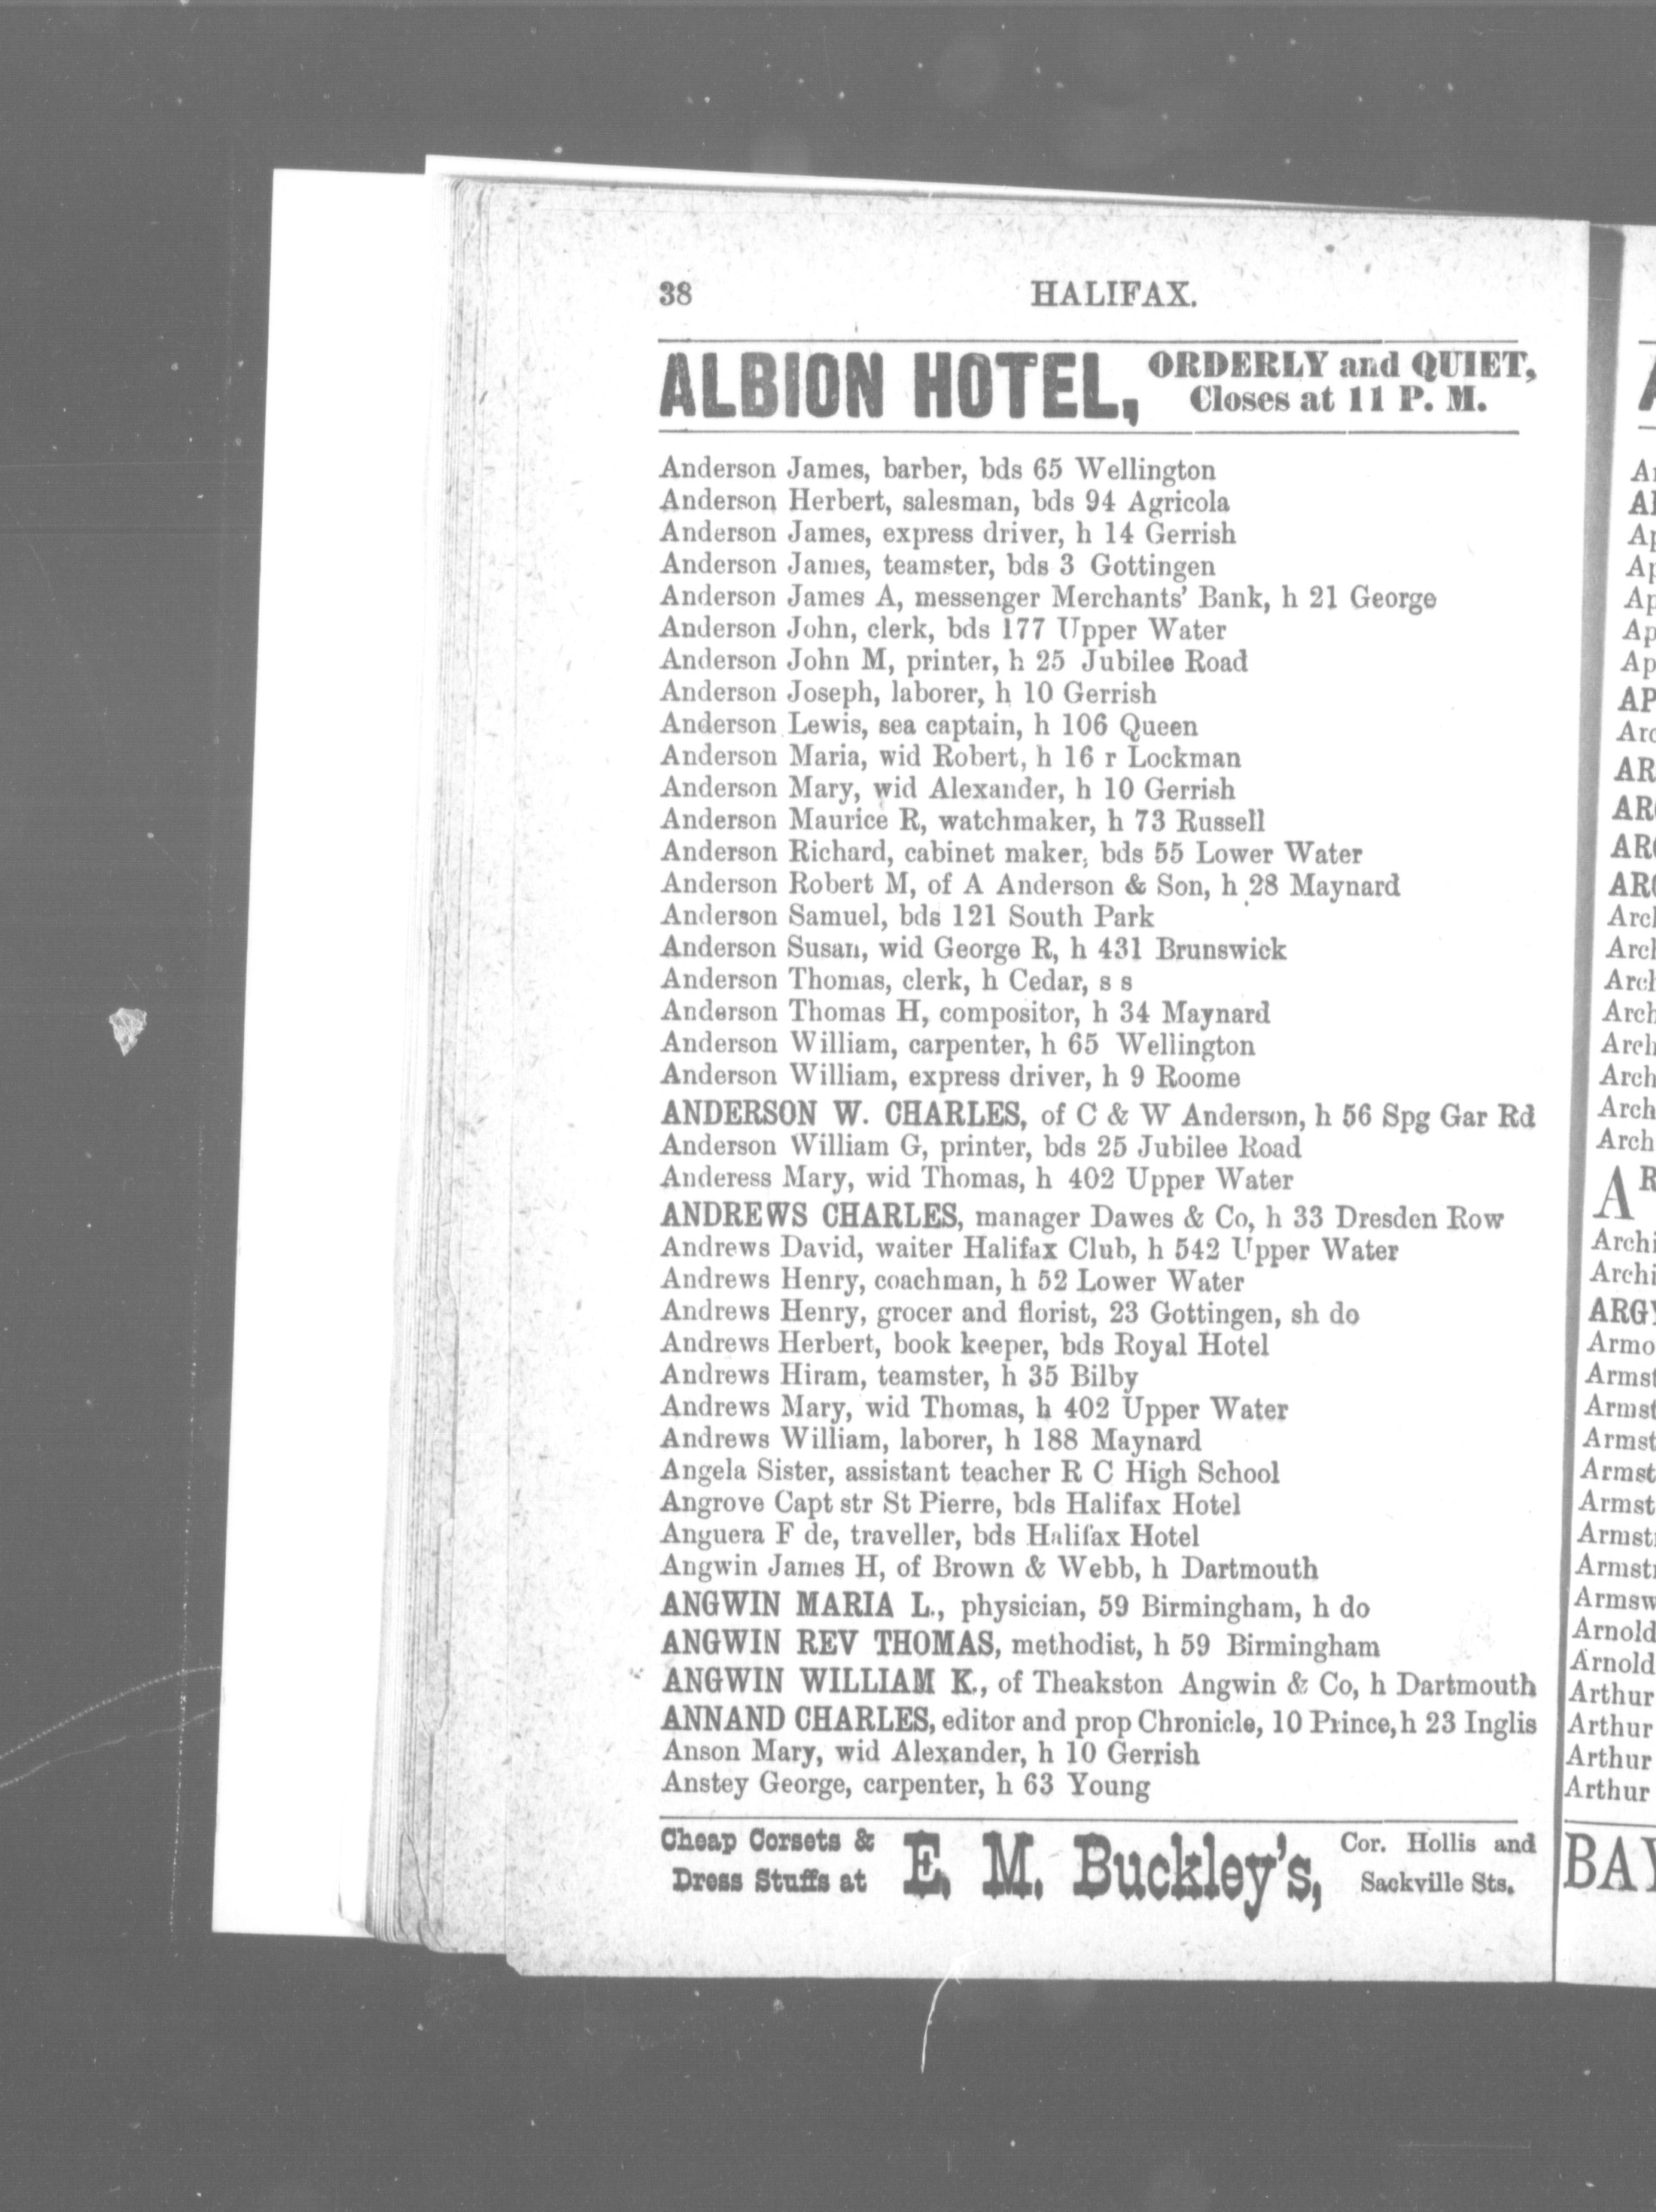 38 HALIFAX.
ALBION HOTEL, ORDERLY and QUIET,
Closes at 11 P. M.
Anderson James, barber, bds 65 Wellington
Anderson Herbert, salesman, bds 94 Agricola
Anderson James, express driver, h 14 Gerrish
Anderson James, teamster, bds 3 Gottingen
Anderson James A, messenger Merchants' Bank, h 21 George
Anderson John, clerk, bds 177 Upper Water
Anderson John M, printer, h 25 Jubilee Road
Anderson Joseph, laborer, h 10 Gerrish
Anderson Lewis, sea captain, h 106 Queen
Anderson Maria, wid Robert, h 16 r Lockman
Anderson Mary, wid Alexander, h 10 Gerrish
Anderson Maurice R, watchmaker, h 73 Russell
Anderson Richard, cabinet maker, bds 55 Lower Water
Anderson Robert M, of A Anderson & Son, h 28 Maynard
Anderson Samuel, bds 121 South Park
Anderson Susan, wid George R, h 431 Brunswick
Anderson Thomas, clerk, h Cedar, s s
Anderson Thomas H, compositor, h 34 Maynard
Anderson William, carpenter, h 65 Wellington
Anderson William, express driver, h 9 Roome
ANDERSON W. CHARLES, of C & W Anderson, h 56 Spg Gar Rd
Anderson William G, printer, bds 25 Jubilee Road
Anderess Mary, wid Thomas, h 402 Upper Water
ANDREWS CHARLES, manager Dawes & Co, h 33 Dresden Row
Andrews David, waiter Halifax Club, h 542 Upper Water
Andrews Henry, coachman, h 52 Lower Water
Andrews Henry, grocer and florist, 23 Gottingen, sh do
Andrews Herbert, book keeper, bds Royal Hotel
Andrews Hiram, teamster, h 35 Bilby
Andrews Mary, wid Thomas, h 402 Upper Water
Andrews William, laborer, h 188 Maynard
Angela Sister, assistant teacher R C High School
Angrove Capt str St Pierre, bds Halifax Hotel
Anguera F de, traveller, bds Halifax Hotel
Angwin James H, of Brown & Webb, h Dartmouth
ANGWIN MARIA L., physician, 59 Birmingham, h do
ANGWIN REV THOMAS, methodist, h 59 Birmingham
ANGWIN WILLIAM K., of Theakston Angwin & Co, h Dartmouth
ANNAND CHARLES, editor and prop Chronicle, 10 Prince, h 23 Inglis
Anson Mary, wid Alexander, h 10 Gerrish
Anstey George, carpenter, h 63 Young
Cheap Corsets &
Dress Stuffs at
E. M. Buckley's,
Cor. Hollis and
Sackville Sts.
Arthur
Arthur
Arthur
Arthur